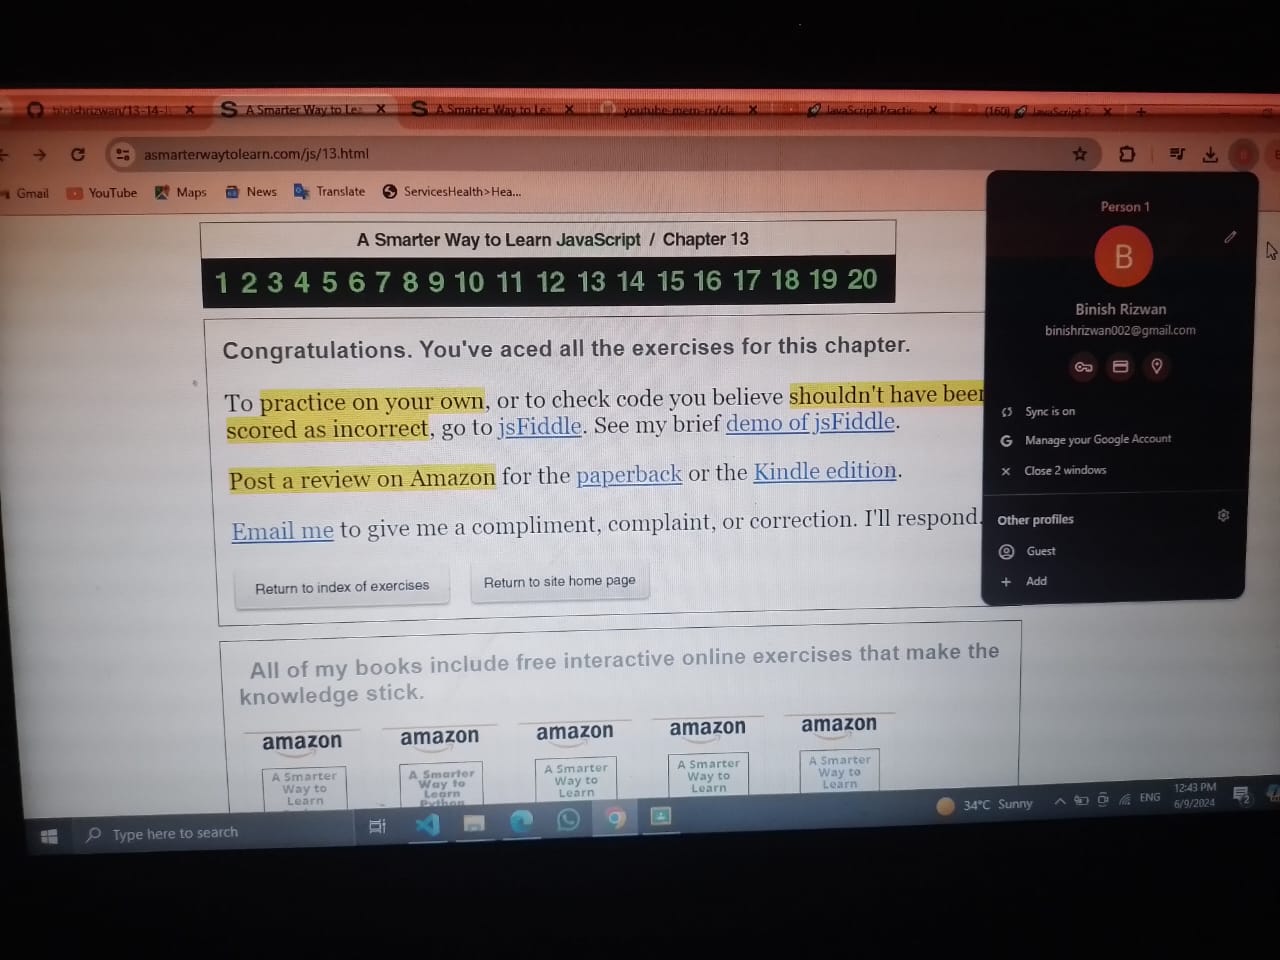 binishrizwan/13-14-J
A Smarter Way to Lea
A Smarter Way to Lea
youtube-mern-rn/cla
JavaScript Practic
(160) JavaScript P
asmarterwaytolearn.com/js/13.html
Gmail
YouTube
Maps
News
Translate
ServicesHealth>Hea...
A Smarter Way to Learn JavaScript / Chapter 13
1 2 3 4 5 6 7 8 9 10 11 12 13 14 15 16 17 18 19 20
Congratulations. You've aced all the exercises for this chapter.
To practice on your own, or to check code you believe shouldn't have been
scored as incorrect, go to jsFiddle. See my brief demo of jsFiddle.
Post a review on Amazon for the paperback or the Kindle edition.
Email me to give me a compliment, complaint, or correction. I'll respond.
Return to index of exercises
Return to site home page
Person 1
B
Binish Rizwan
binishrizwan002@gmail.com
Sync is on
Manage your Google Account
Close 2 windows
Other profiles
Guest
Add
All of my books include free interactive online exercises that make the
knowledge stick.
amazon
amazon
amazon
amazon
amazon
A Smarter
Way to
Learn
A Smarter
Way to
Learn
Python
A Smarter
Way to
Learn
A Smarter
Way to
Learn
A Smarter
Way to
Learn
Type here to search
34°C Sunny
ENG
12:43 PM
6/9/2024
2